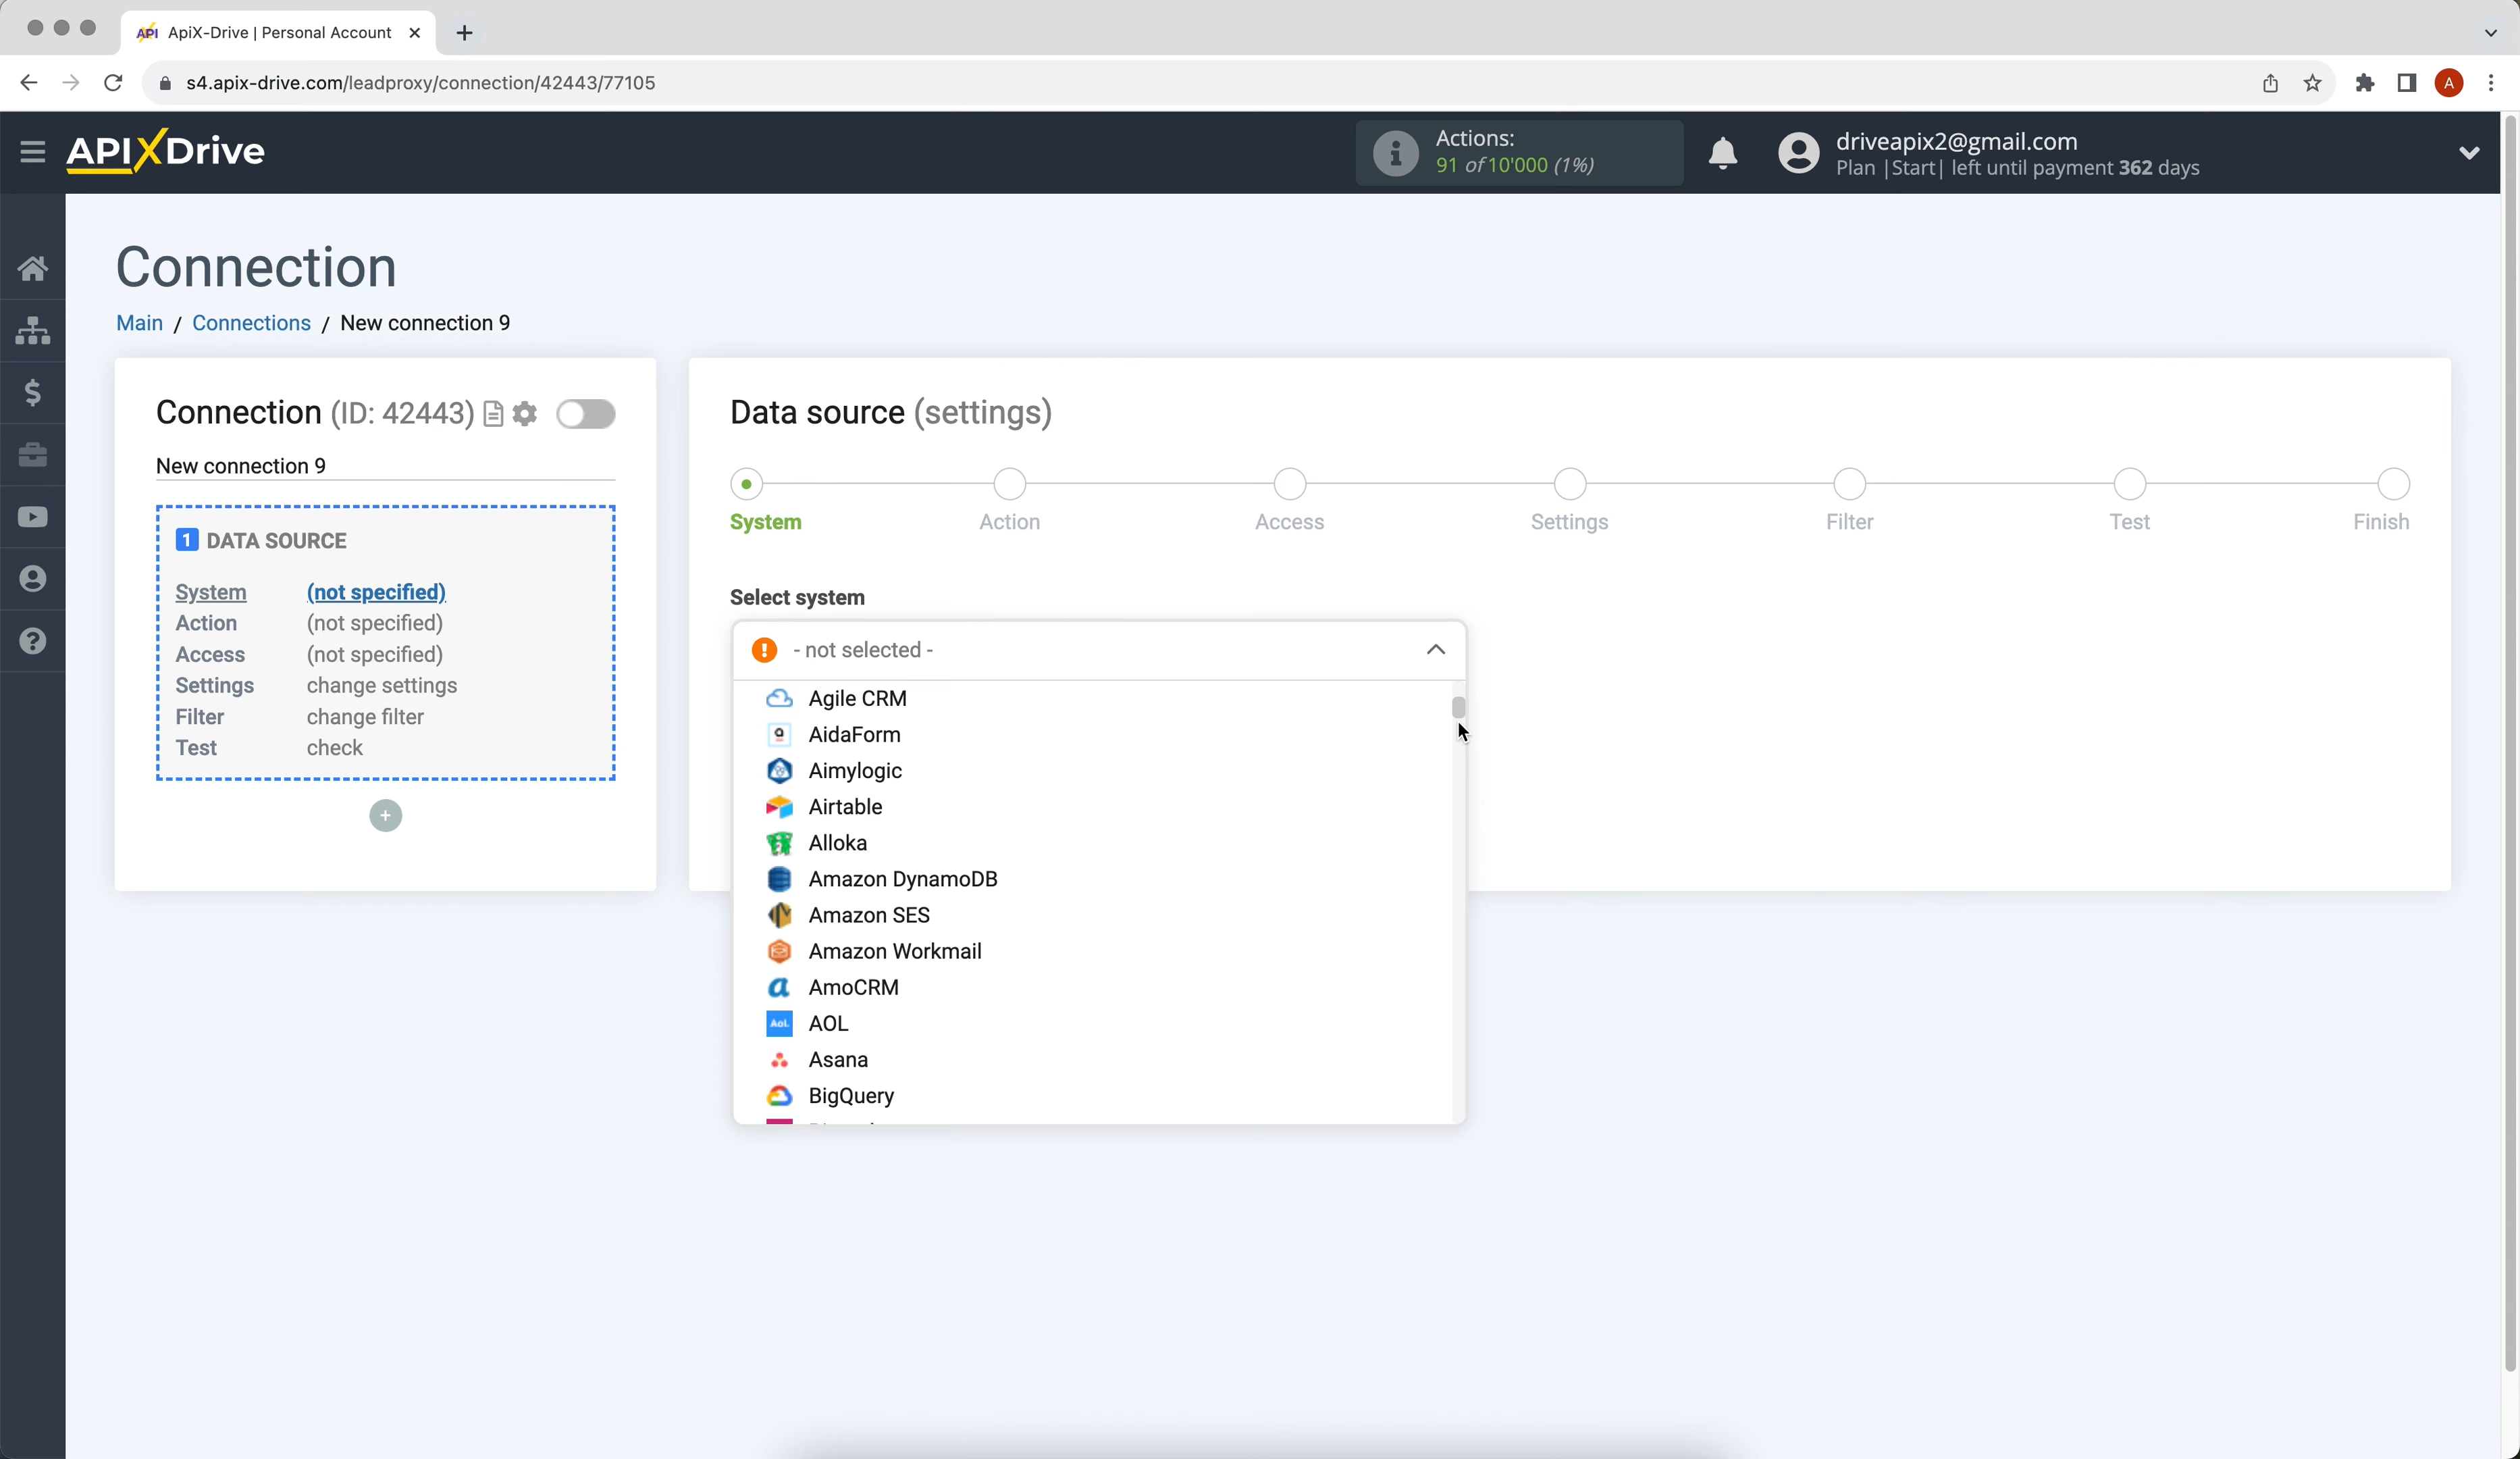 API ApiX-Drive | Personal Account
s4.apix-drive.com/leadproxy/connection/42443/77105
A
APIXDrive
i
Actions:
91 of 10'000 (1%)
driveapix2@gmail.com
Plan |Start| left until payment 362 days
Connection
Main / Connections / New connection 9
Connection (ID: 42443)
New connection 9
1 DATA SOURCE
System (not specified)
Action (not specified)
Access (not specified)
Settings change settings
Filter change filter
Test check
+
Data source (settings)
System
Action
Access
Settings
Filter
Test
Finish
Select system
! - not selected -
Agile CRM
AidaForm
Aimylogic
Airtable
Alloka
Amazon DynamoDB
Amazon SES
Amazon Workmail
AmoCRM
Aol. AOL
Asana
BigQuery